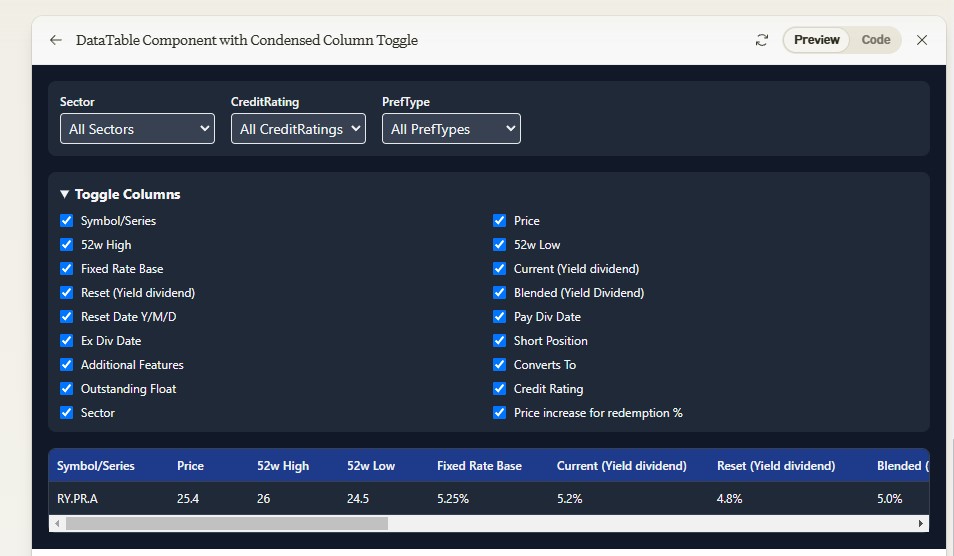 DataTable Component with Condensed Column Toggle
Preview Code
Sector CreditRating PrefType
All Sectors All CreditRatings All PrefTypes
Toggle Columns
Symbol/Series Price
52w High 52w Low
Fixed Rate Base Current (Yield dividend)
Reset (Yield dividend) Blended (Yield Dividend)
Reset Date Y/M/D Pay Div Date
Ex Div Date Short Position
Additional Features Converts To
Outstanding Float Credit Rating
Sector Price increase for redemption %
Symbol/Series Price 52w High 52w Low Fixed Rate Base Current (Yield dividend) Reset (Yield dividend) Blended (
RY.PR.A 25.4 26 24.5 5.25% 5.2% 4.8% 5.0%